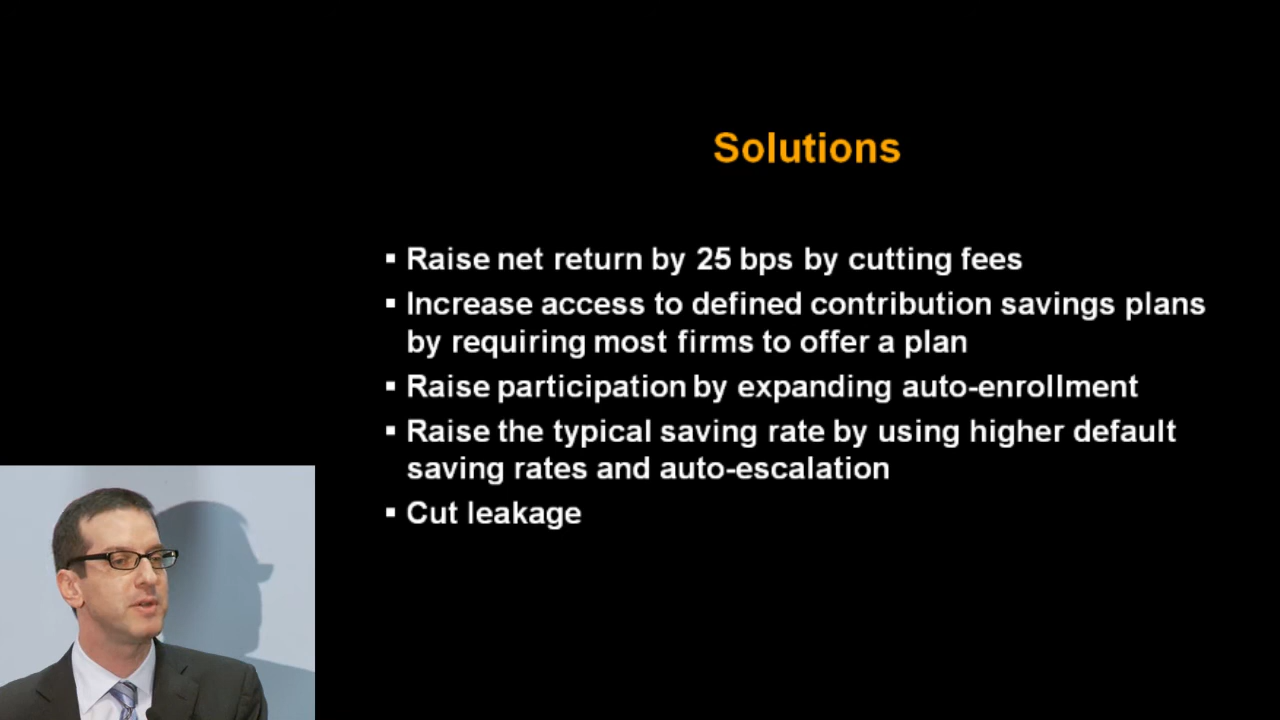 Solutions
▪ Raise net return by 25 bps by cutting fees
▪ Increase access to defined contribution savings plans
by requiring most firms to offer a plan
▪ Raise participation by expanding auto-enrollment
▪ Raise the typical saving rate by using higher default
saving rates and auto-escalation
▪ Cut leakage